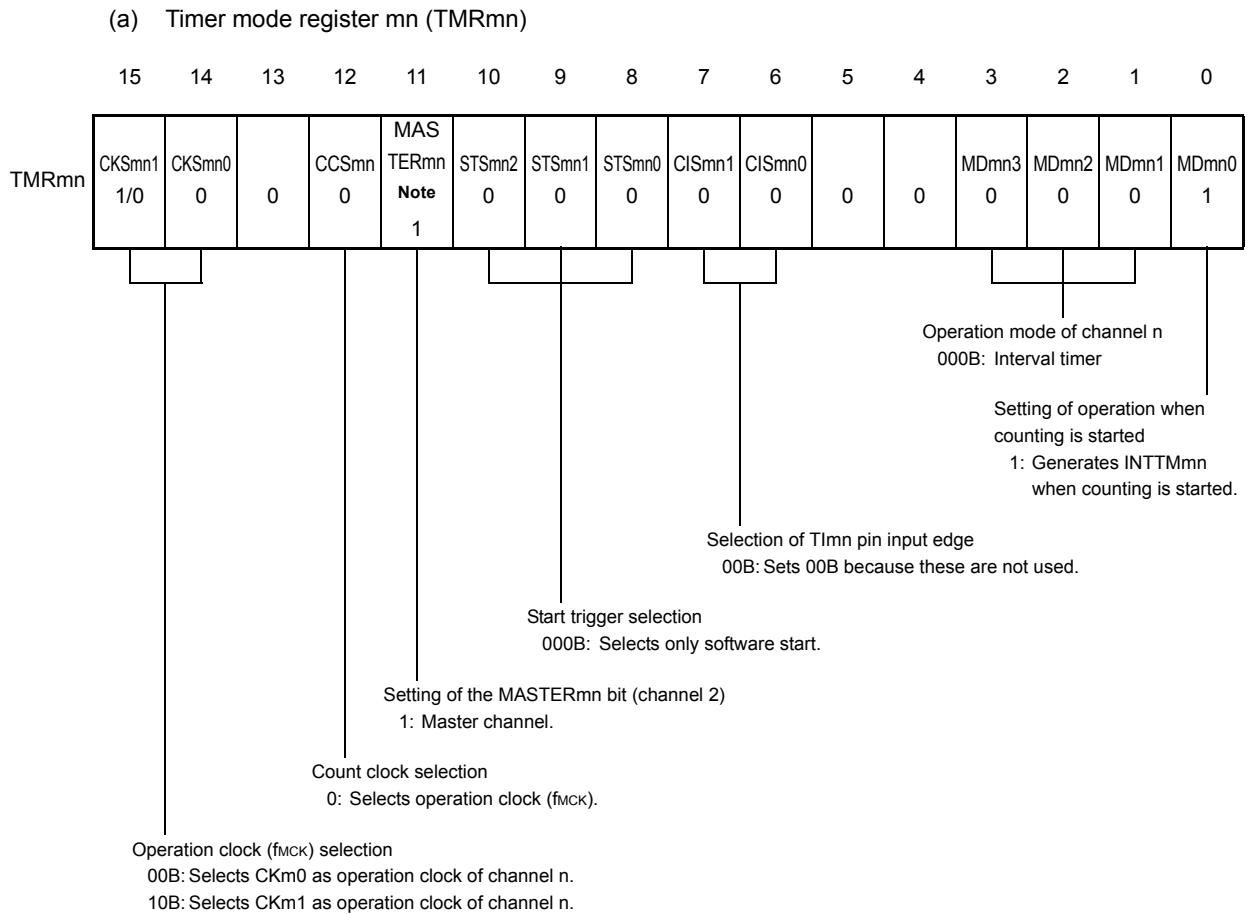 (a) Timer mode register mn (TMRmn)
15 14 13 12 11 10 9 8 7 6 5 4 3 2 1 0
TMRmn
CKSmn1 CKSmn0 CCSmn MAS TERmn Note STSmn2 STSmn1 STSmn0 CISmn1 CISmn0 MDmn3 MDmn2 MDmn1 MDmn0
1/0 0 0 0 1 0 0 0 0 0 0 0 0 0 0 1
Operation mode of channel n
000B: Interval timer
Setting of operation when
counting is started
1: Generates INTTMmn
when counting is started.
Selection of TImn pin input edge
00B: Sets 00B because these are not used.
Start trigger selection
000B: Selects only software start.
Setting of the MASTERmn bit (channel 2)
1: Master channel.
Count clock selection
0: Selects operation clock (fMCK).
Operation clock (fMCK) selection
00B: Selects CKm0 as operation clock of channel n.
10B: Selects CKm1 as operation clock of channel n.